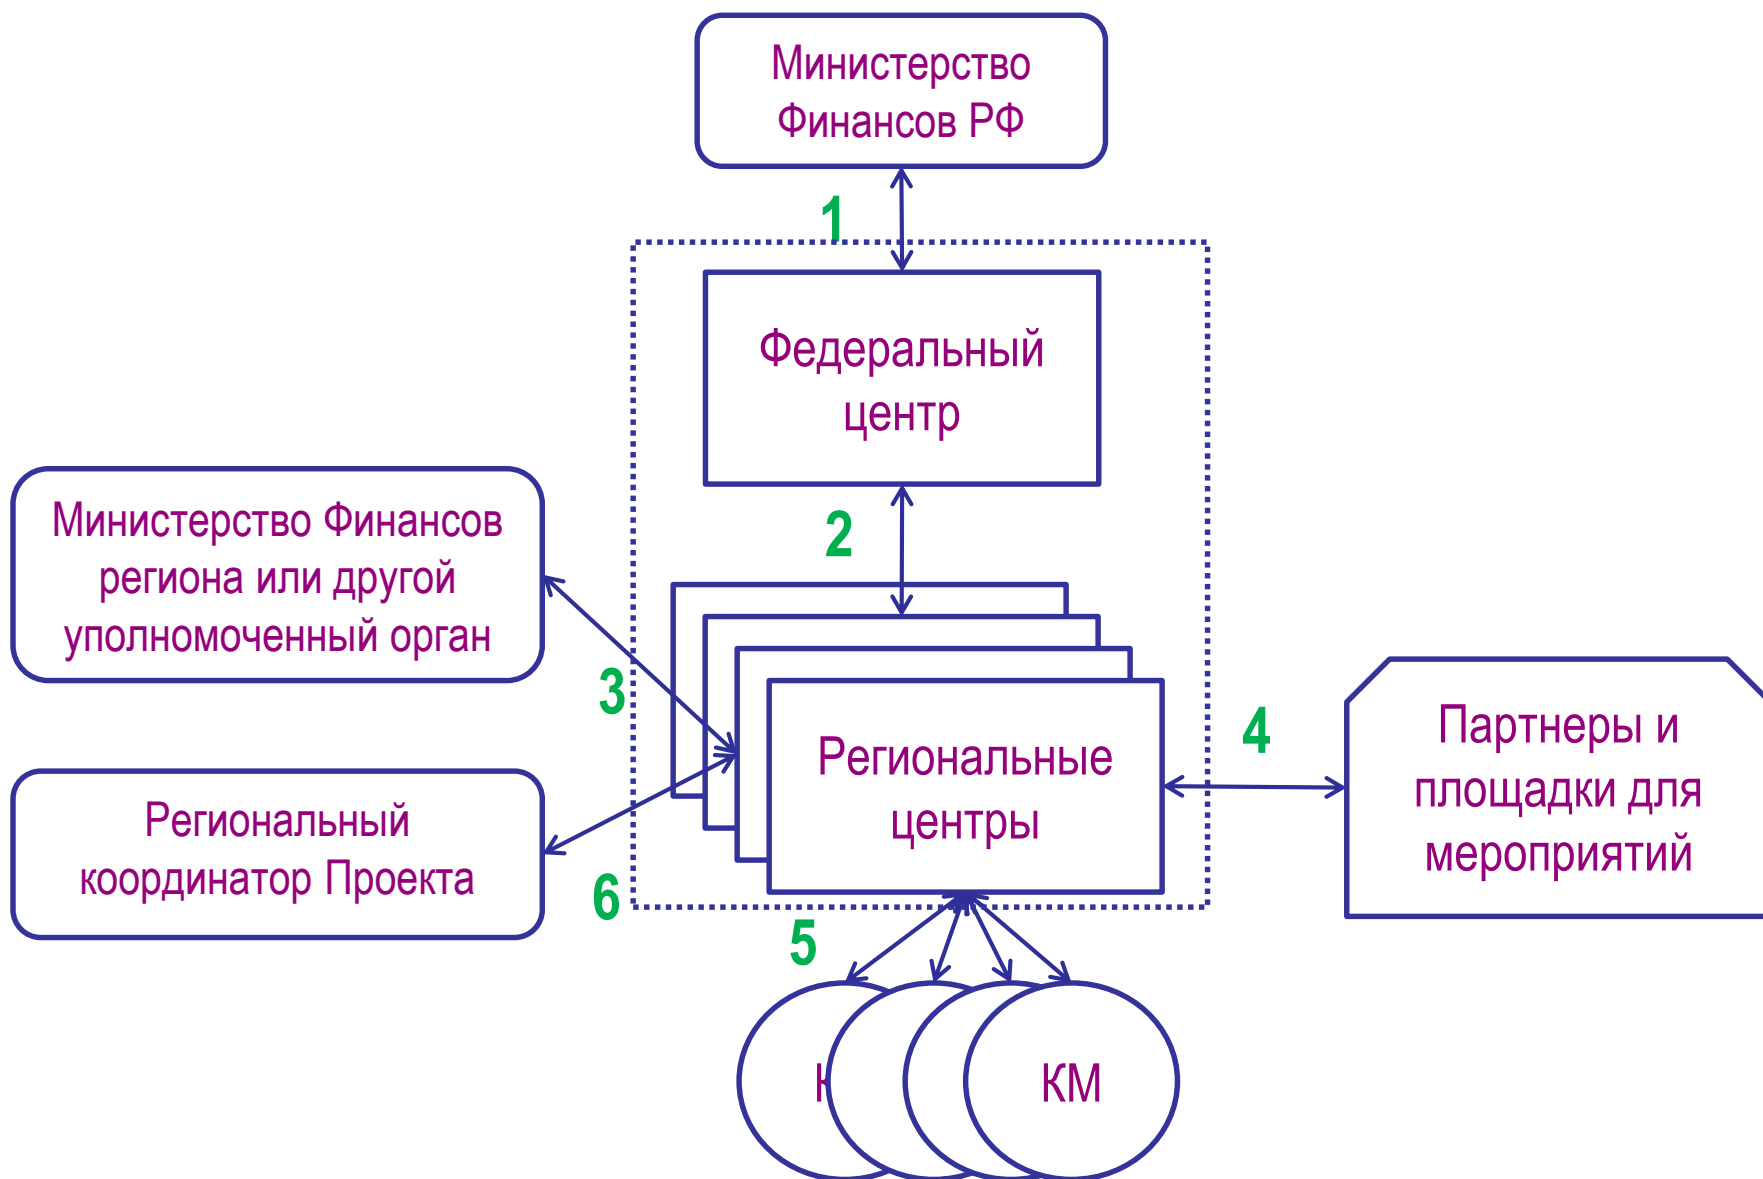 Министерство
Финансов РФ
1
Федеральный
центр
2
Министерство Финансов
региона или другой
уполномоченный орган
3
Региональные
центры
4
Партнеры и
площадки для
мероприятий
Региональный
координатор Проекта
6
5
КМ